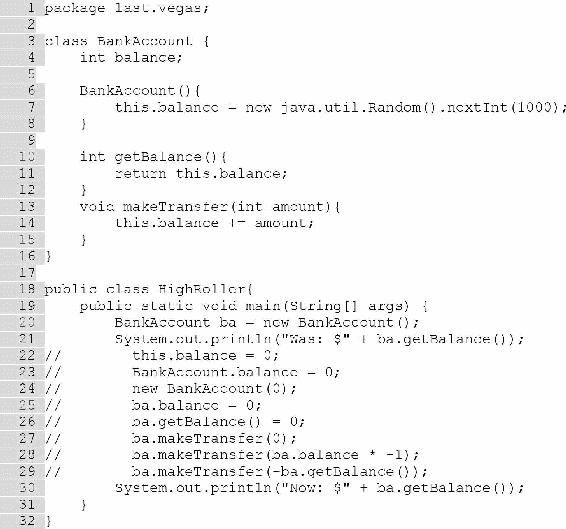 1 package last.vegas;
2
3 class BankAccount {
4 int balance;
5
6 BankAccount(){
7 this.balance = new java.util.Random().nextInt(1000);
8 }
9
10 int getBalance(){
11 return this.balance;
12 }
13 void makeTransfer(int amount){
14 this.balance += amount;
15 }
16 }
17
18 public class HighRoller{
19 public static void main(String[] args) {
20 BankAccount ba = new BankAccount();
21 System.out.println("Was: $" + ba.getBalance());
22 // this.balance = 0;
23 // BankAccount.balance = 0;
24 // new BankAccount(0);
25 // ba.balance = 0;
26 // ba.getBalance() = 0;
27 // ba.makeTransfer(0);
28 // ba.makeTransfer(ba.balance * -1);
29 // ba.makeTransfer(-ba.getBalance());
30 System.out.println("Now: $" + ba.getBalance());
31 }
32 }